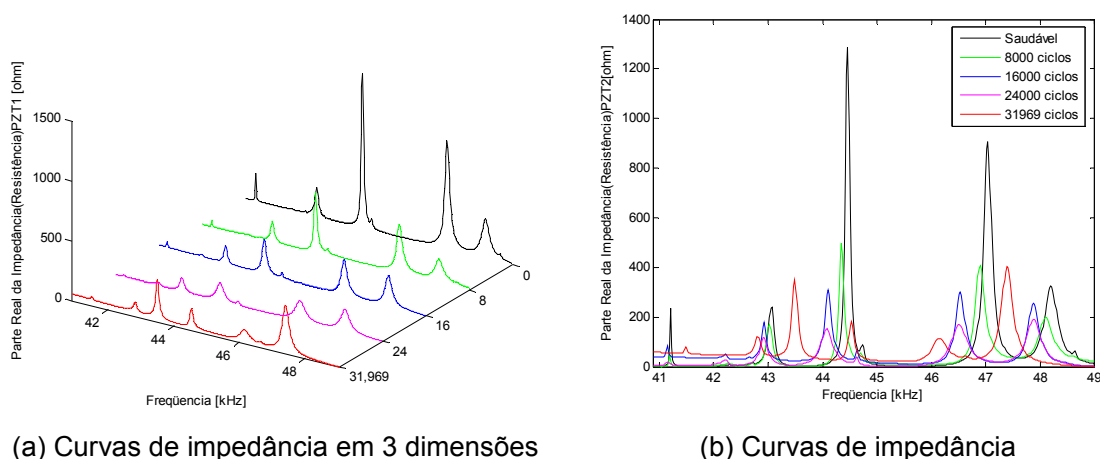 Parte Real da Impedância(Resistência)PZT1 [ohm]
1500
1000
500
0
42
44
46
48
0
8
16
24
31,969
Freqüencia [kHz]
(a) Curvas de impedância em 3 dimensões
Parte Real da Impedância(Resistência)PZT2[ohm]
1400
1200
1000
800
600
400
200
0
41
42
43
44
45
46
47
48
49
Freqüencia [kHz]
Saudável
8000 ciclos
16000 ciclos
24000 ciclos
31969 ciclos
(b) Curvas de impedância